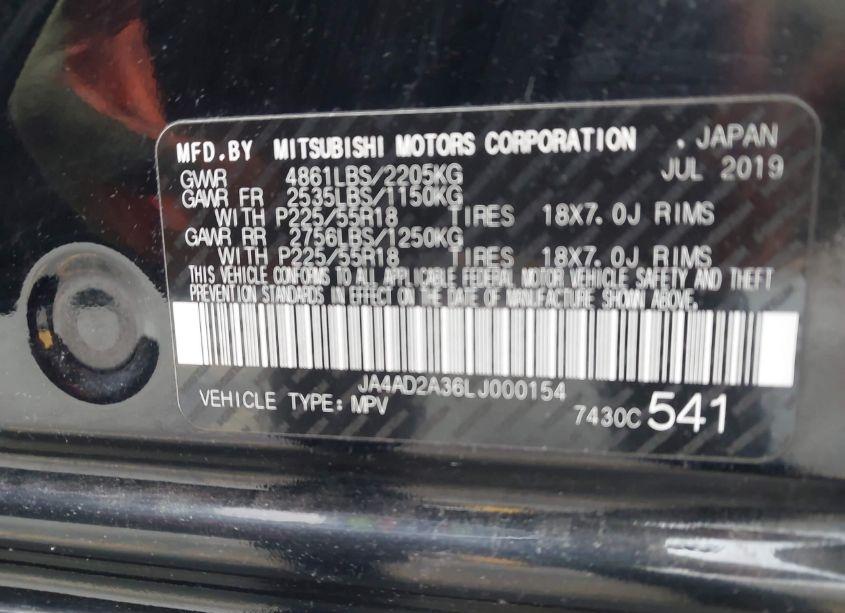 MFD.BY MITSUBISHI MOTORS CORPORATION . JAPAN
GWR 4861LBS/2205KG JUL 2019
GAWR FR 2535LBS/1150KG
WITH P225/55R18 TIRES 18X7.0J RIMS
GAWR RR 2756LBS/1250KG
WITH P225/55R18 TIRES 18X7.0J RIMS
THIS VEHICLE CONFORMS TO ALL APPLICABLE FEDERAL MOTOR VEHICLE SAFETY AND THEFT
PREVENTION STANDARDS IN EFFECT ON THE DATE OF MANUFACTURE SHOWN ABOVE.
JA4AD2A36LJ000154
VEHICLE TYPE: MPV
7430C 541